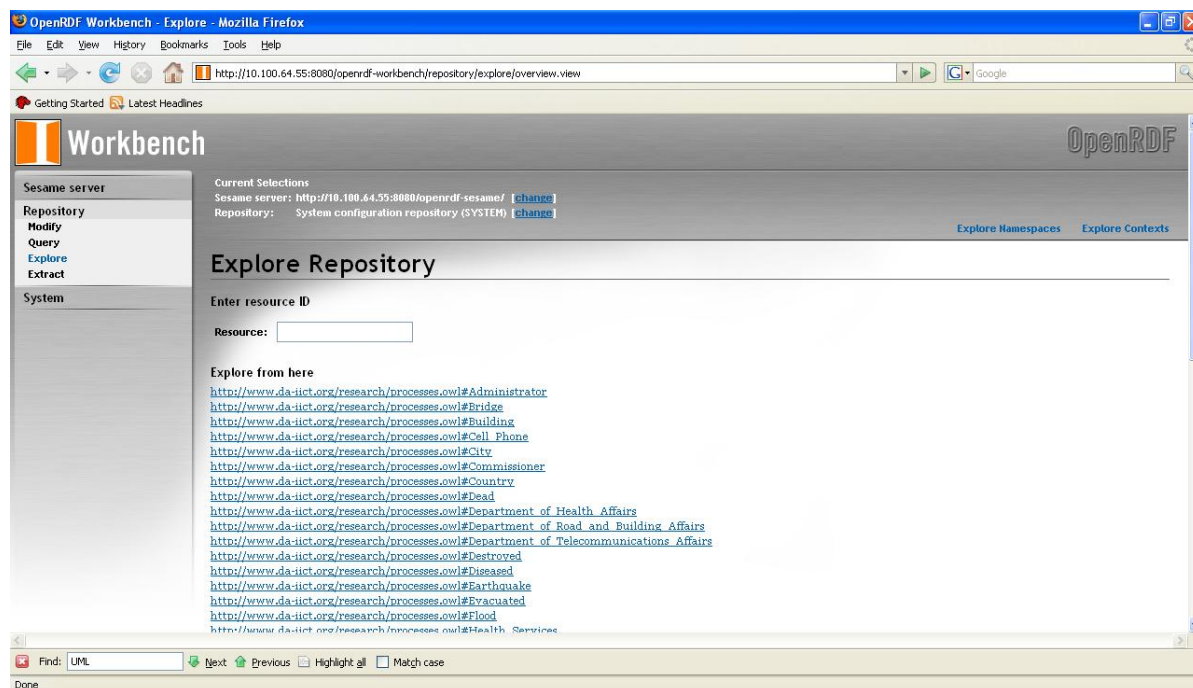 OpenRDF Workbench - Explore - Mozilla Firefox
File Edit View History Bookmarks Tools Help
http://10.100.64.55:8080/openrdf-workbench/repository/explore/overview.view
G Google
Getting Started Latest Headlines
Workbench
OpenRDF
Sesame server
Repository
Modify
Query
Explore
Extract
System
Current Selections
Sesame server: http://10.100.64.55:8080/openrdf-sesame/ [change]
Repository: System configuration repository (SYSTEM) [change]
Explore Namespaces Explore Contexts
Explore Repository
Enter resource ID
Resource:
Explore from here
http://www.da-iict.org/research/processes.owl#Administrator
http://www.da-iict.org/research/processes.owl#Bridge
http://www.da-iict.org/research/processes.owl#Building
http://www.da-iict.org/research/processes.owl#Cell_Phone
http://www.da-iict.org/research/processes.owl#City
http://www.da-iict.org/research/processes.owl#Commissioner
http://www.da-iict.org/research/processes.owl#Country
http://www.da-iict.org/research/processes.owl#Dead
http://www.da-iict.org/research/processes.owl#Department_of_Health_Affairs
http://www.da-iict.org/research/processes.owl#Department_of_Road_and_Building_Affairs
http://www.da-iict.org/research/processes.owl#Department_of_Telecommunications_Affairs
http://www.da-iict.org/research/processes.owl#Destroyed
http://www.da-iict.org/research/processes.owl#Diseased
http://www.da-iict.org/research/processes.owl#Earthquake
http://www.da-iict.org/research/processes.owl#Evacuated
http://www.da-iict.org/research/processes.owl#Flood
http://www.da-iict.org/research/processes.owl#Health_Services
Find: UML Next Previous Highlight all Match case
Done